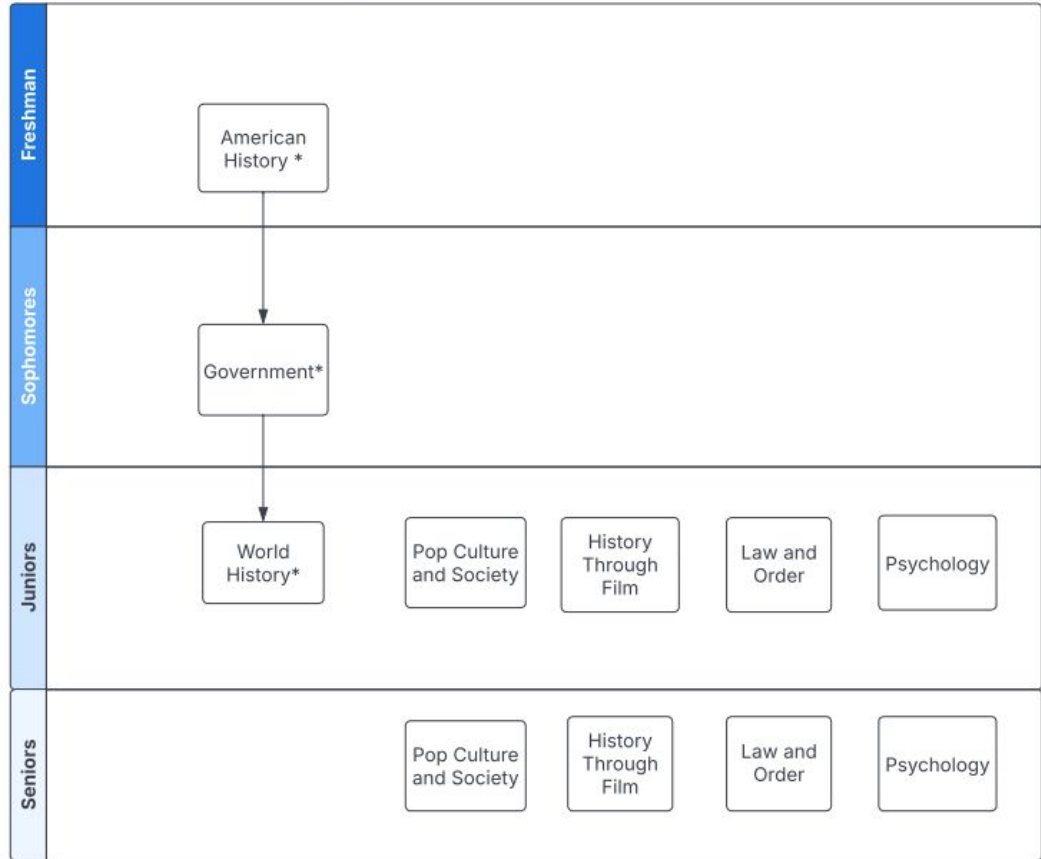 Freshman
American
History *
Sophomores
Government*
Juniors
World
History*
Pop Culture
and Society
History
Through
Film
Law and
Order
Psychology
Seniors
Pop Culture
and Society
History
Through
Film
Law and
Order
Psychology